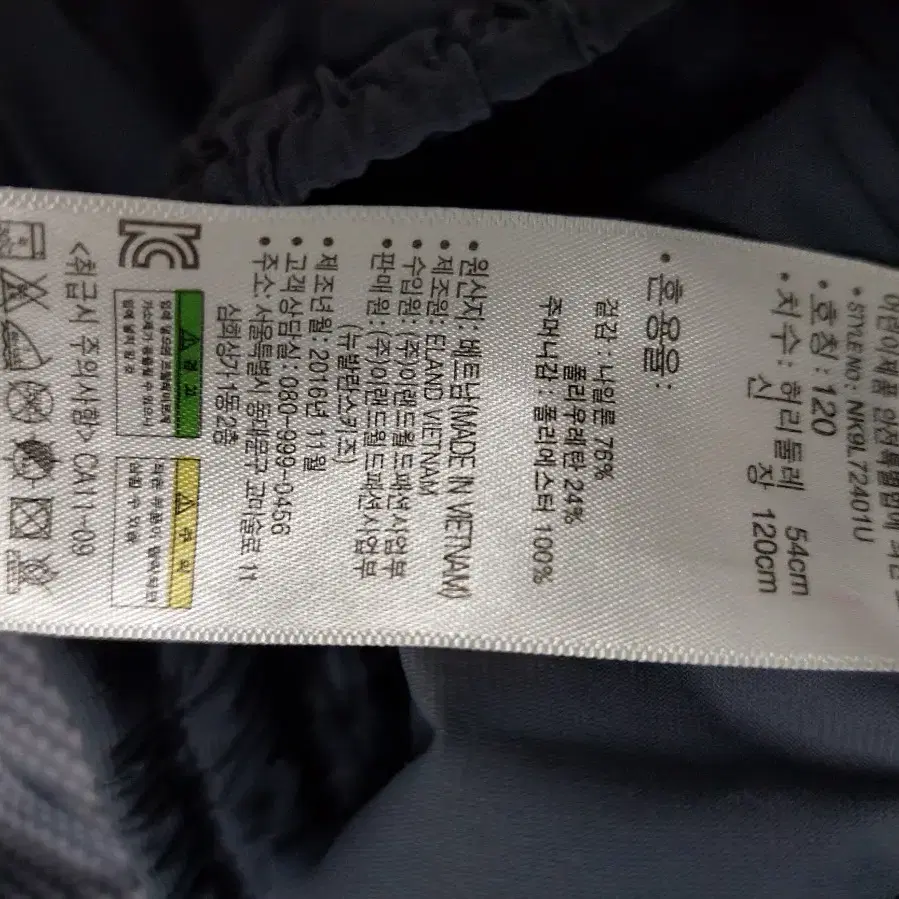 어린이제품 안전특별법에
• STYLE NO : NK9L72401U
• 호칭 : 120
• 치수 : 허리둘레 54cm
신 장 120cm
• 혼용율 :
겉감 : 나일론 76%
폴리우레탄 24%
주머니감 : 폴리에스터 100%
• 원산지 : 베트남(MADE IN VIETNAM)
• 제조원 : ELAND VIETNAM
• 수입원 : (주)이랜드월드패션사업부
• 판매원 : (주)이랜드월드패션사업부
(뉴발란스키즈)
• 제조년월 : 2016년 11월
• 고객상담실 : 080-999-0456
• 주소 : 서울특별시 동대문구 고미술로 11
삼희상가 1동 2층
KC
경 고
주 의
<취급시 주의사항> CA11-09